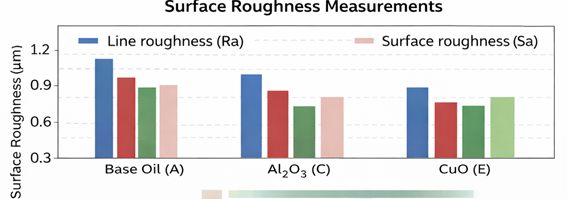 Surface Roughness Measurements
Line roughness (Ra)
Surface roughness (Sa)
Surface Roughness (μm)
1.2
0.9
0.6
0.3
Base Oil (A)
Al₂O₃ (C)
CuO (E)